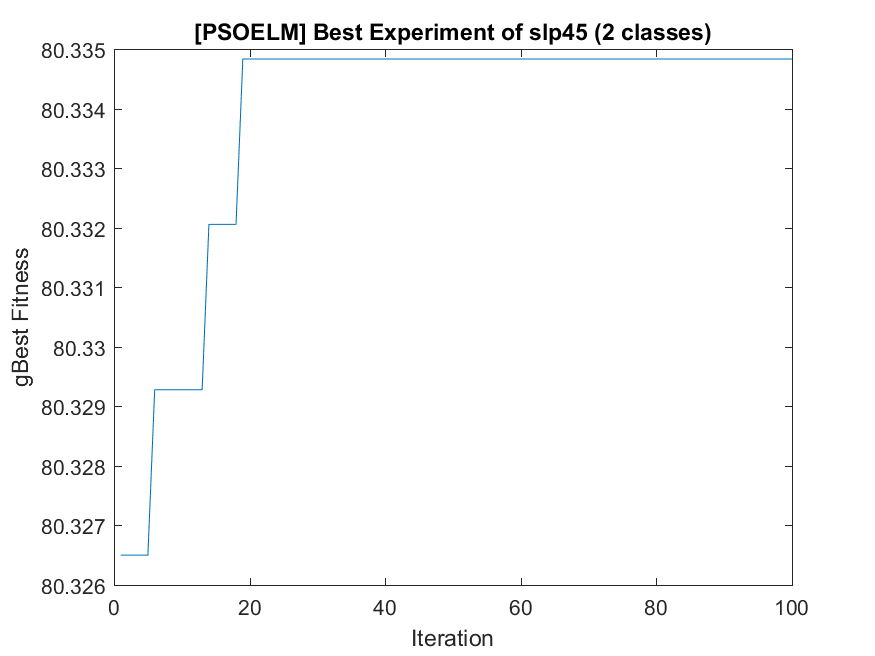 [PSOELM] Best Experiment of slp45 (2 classes)
80.335
80.334
80.333
80.332
80.331
80.33
80.329
80.328
80.327
80.326
gBest Fitness
0 20 40 60 80 100
Iteration